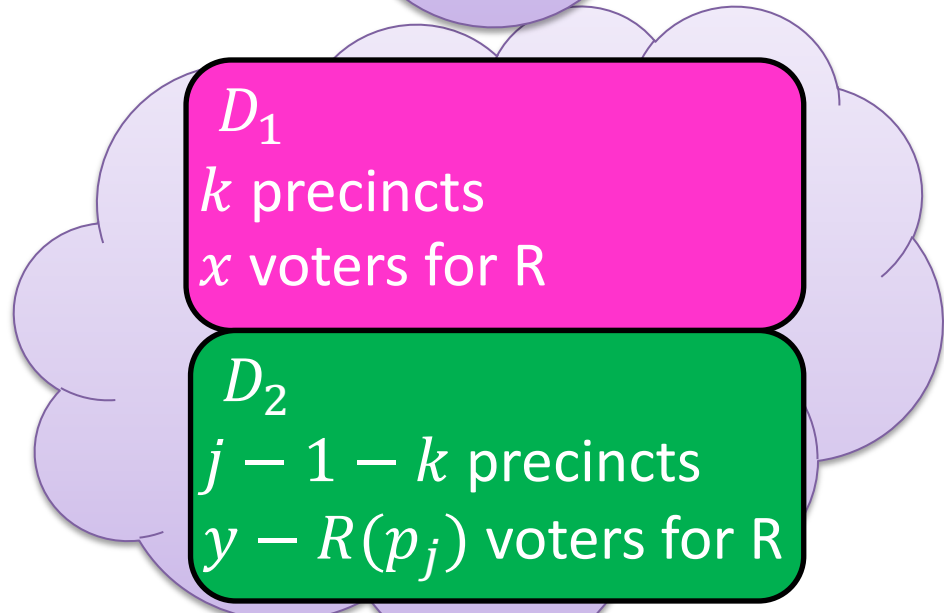 D₁
k precincts
x voters for R
D₂
j − 1 − k precincts
y − R(pⱼ) voters for R